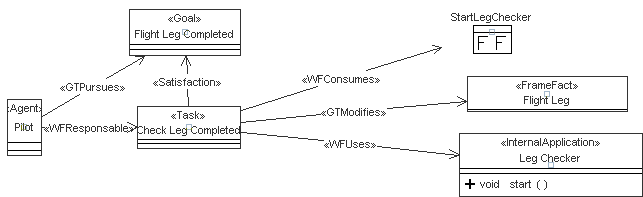 «Goal»
Flight Leg Completed
StartLegChecker
F F
«GTPursues»
«Satisfaction»
«WFConsumes»
«FrameFact»
Flight Leg
«Agent»
Pilot
«WFResponsable»
«Task»
Check Leg Completed
«GTModifies»
«WFUses»
«InternalApplication»
Leg Checker
void start ( )